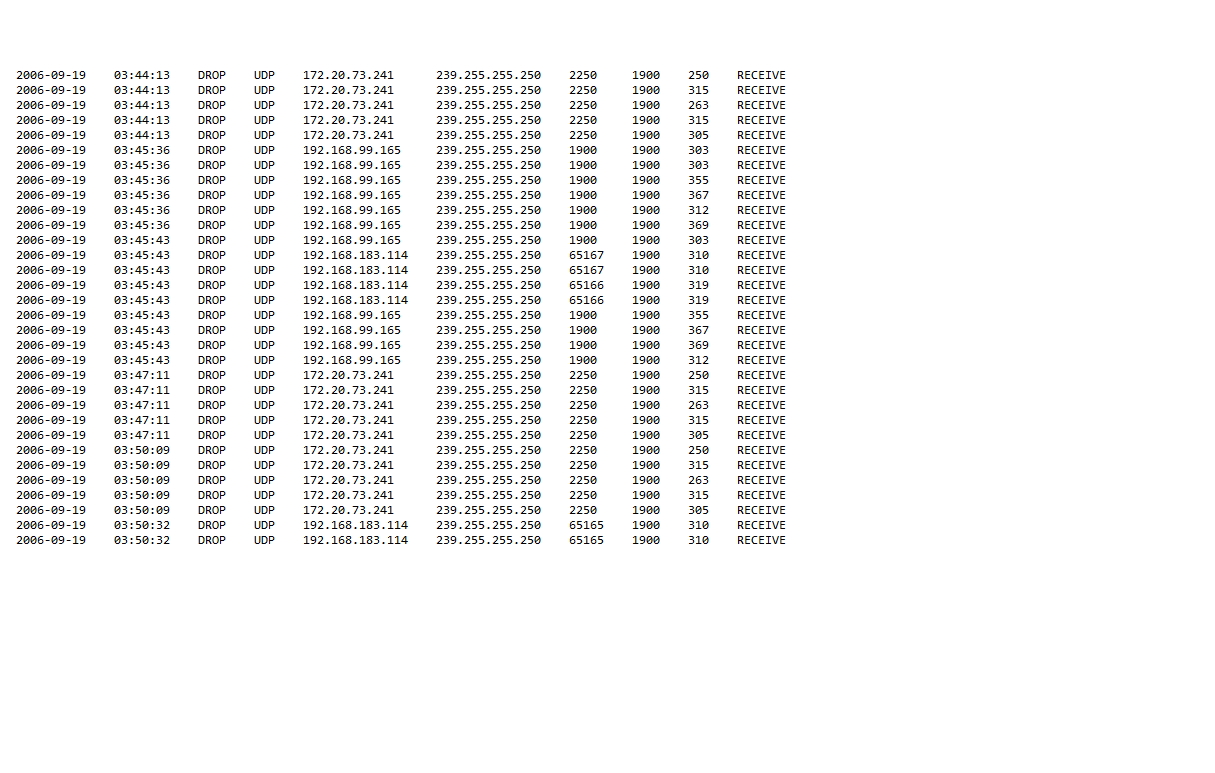 2006-09-19 03:44:13 DROP UDP 172.20.73.241 239.255.255.250 2250 1900 250 RECEIVE
2006-09-19 03:44:13 DROP UDP 172.20.73.241 239.255.255.250 2250 1900 315 RECEIVE
2006-09-19 03:44:13 DROP UDP 172.20.73.241 239.255.255.250 2250 1900 263 RECEIVE
2006-09-19 03:44:13 DROP UDP 172.20.73.241 239.255.255.250 2250 1900 315 RECEIVE
2006-09-19 03:44:13 DROP UDP 172.20.73.241 239.255.255.250 2250 1900 305 RECEIVE
2006-09-19 03:45:36 DROP UDP 192.168.99.165 239.255.255.250 1900 1900 303 RECEIVE
2006-09-19 03:45:36 DROP UDP 192.168.99.165 239.255.255.250 1900 1900 303 RECEIVE
2006-09-19 03:45:36 DROP UDP 192.168.99.165 239.255.255.250 1900 1900 355 RECEIVE
2006-09-19 03:45:36 DROP UDP 192.168.99.165 239.255.255.250 1900 1900 367 RECEIVE
2006-09-19 03:45:36 DROP UDP 192.168.99.165 239.255.255.250 1900 1900 312 RECEIVE
2006-09-19 03:45:36 DROP UDP 192.168.99.165 239.255.255.250 1900 1900 369 RECEIVE
2006-09-19 03:45:43 DROP UDP 192.168.99.165 239.255.255.250 1900 1900 303 RECEIVE
2006-09-19 03:45:43 DROP UDP 192.168.183.114 239.255.255.250 65167 1900 310 RECEIVE
2006-09-19 03:45:43 DROP UDP 192.168.183.114 239.255.255.250 65167 1900 310 RECEIVE
2006-09-19 03:45:43 DROP UDP 192.168.183.114 239.255.255.250 65166 1900 319 RECEIVE
2006-09-19 03:45:43 DROP UDP 192.168.183.114 239.255.255.250 65166 1900 319 RECEIVE
2006-09-19 03:45:43 DROP UDP 192.168.99.165 239.255.255.250 1900 1900 355 RECEIVE
2006-09-19 03:45:43 DROP UDP 192.168.99.165 239.255.255.250 1900 1900 367 RECEIVE
2006-09-19 03:45:43 DROP UDP 192.168.99.165 239.255.255.250 1900 1900 369 RECEIVE
2006-09-19 03:45:43 DROP UDP 192.168.99.165 239.255.255.250 1900 1900 312 RECEIVE
2006-09-19 03:47:11 DROP UDP 172.20.73.241 239.255.255.250 2250 1900 250 RECEIVE
2006-09-19 03:47:11 DROP UDP 172.20.73.241 239.255.255.250 2250 1900 315 RECEIVE
2006-09-19 03:47:11 DROP UDP 172.20.73.241 239.255.255.250 2250 1900 263 RECEIVE
2006-09-19 03:47:11 DROP UDP 172.20.73.241 239.255.255.250 2250 1900 315 RECEIVE
2006-09-19 03:47:11 DROP UDP 172.20.73.241 239.255.255.250 2250 1900 305 RECEIVE
2006-09-19 03:50:09 DROP UDP 172.20.73.241 239.255.255.250 2250 1900 250 RECEIVE
2006-09-19 03:50:09 DROP UDP 172.20.73.241 239.255.255.250 2250 1900 315 RECEIVE
2006-09-19 03:50:09 DROP UDP 172.20.73.241 239.255.255.250 2250 1900 263 RECEIVE
2006-09-19 03:50:09 DROP UDP 172.20.73.241 239.255.255.250 2250 1900 315 RECEIVE
2006-09-19 03:50:09 DROP UDP 172.20.73.241 239.255.255.250 2250 1900 305 RECEIVE
2006-09-19 03:50:32 DROP UDP 192.168.183.114 239.255.255.250 65165 1900 310 RECEIVE
2006-09-19 03:50:32 DROP UDP 192.168.183.114 239.255.255.250 65165 1900 310 RECEIVE